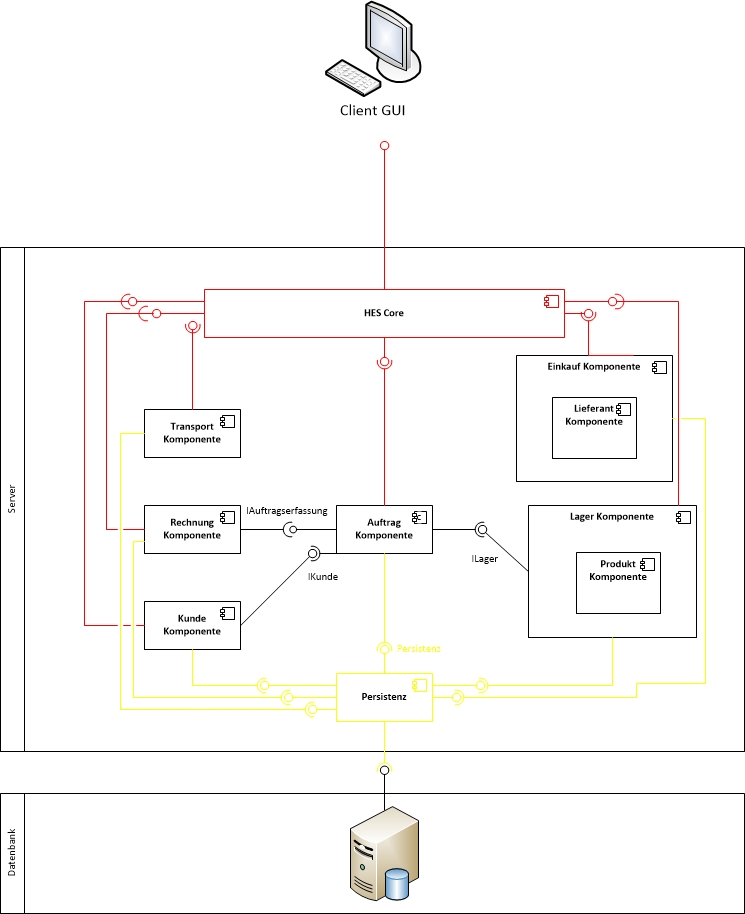 Client GUI
HES Core
Einkauf Komponente
Lieferant
Komponente
Transport
Komponente
Server
IAuftragserfassung
Rechnung
Komponente
Auftrag
Komponente
Lager Komponente
ILager
Produkt
Komponente
IKunde
Kunde
Komponente
Persistenz
Persistenz
Datenbank